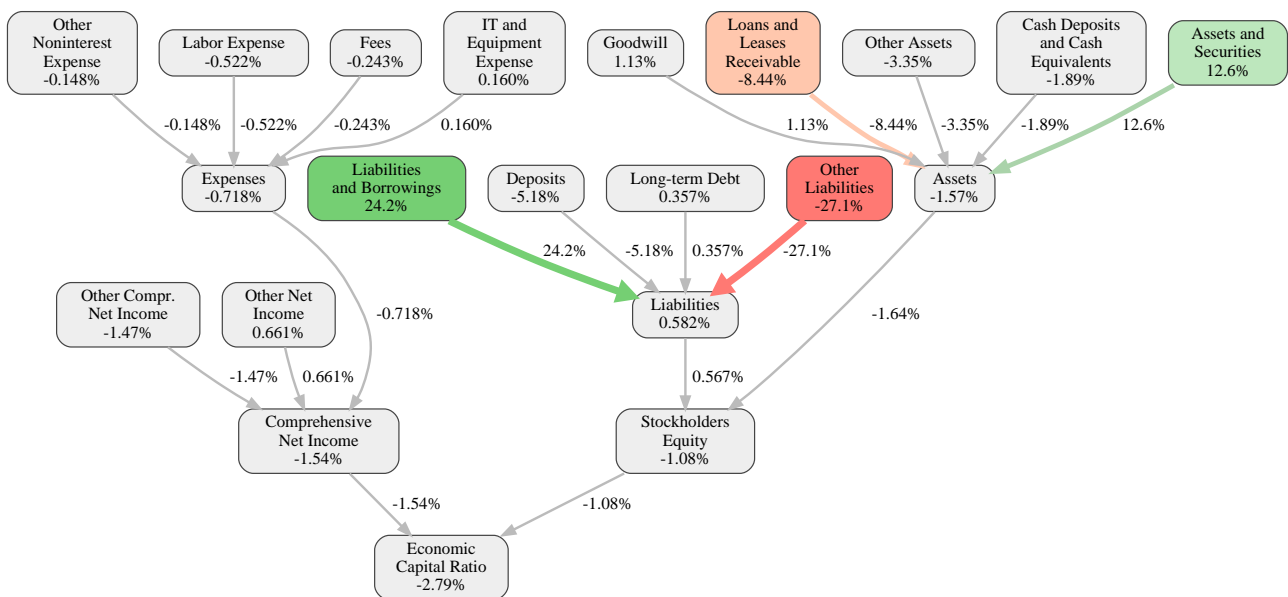 Other
Noninterest
Expense
-0.148%
Labor Expense
-0.522%
Fees
-0.243%
IT and
Equipment
Expense
0.160%
Goodwill
1.13%
Loans and
Leases
Receivable
-8.44%
Other Assets
-3.35%
Cash Deposits
and Cash
Equivalents
-1.89%
Assets and
Securities
12.6%
-0.148%
-0.522%
-0.243%
0.160%
1.13%
-8.44%
-3.35%
-1.89%
12.6%
Expenses
-0.718%
Liabilities
and Borrowings
24.2%
Deposits
-5.18%
Long-term Debt
0.357%
Other
Liabilities
-27.1%
Assets
-1.57%
24.2%
-5.18%
0.357%
-27.1%
Other Compr.
Net Income
-1.47%
Other Net
Income
0.661%
-0.718%
Liabilities
0.582%
-1.64%
-1.47%
0.661%
0.567%
Comprehensive
Net Income
-1.54%
Stockholders
Equity
-1.08%
-1.54%
-1.08%
Economic
Capital Ratio
-2.79%